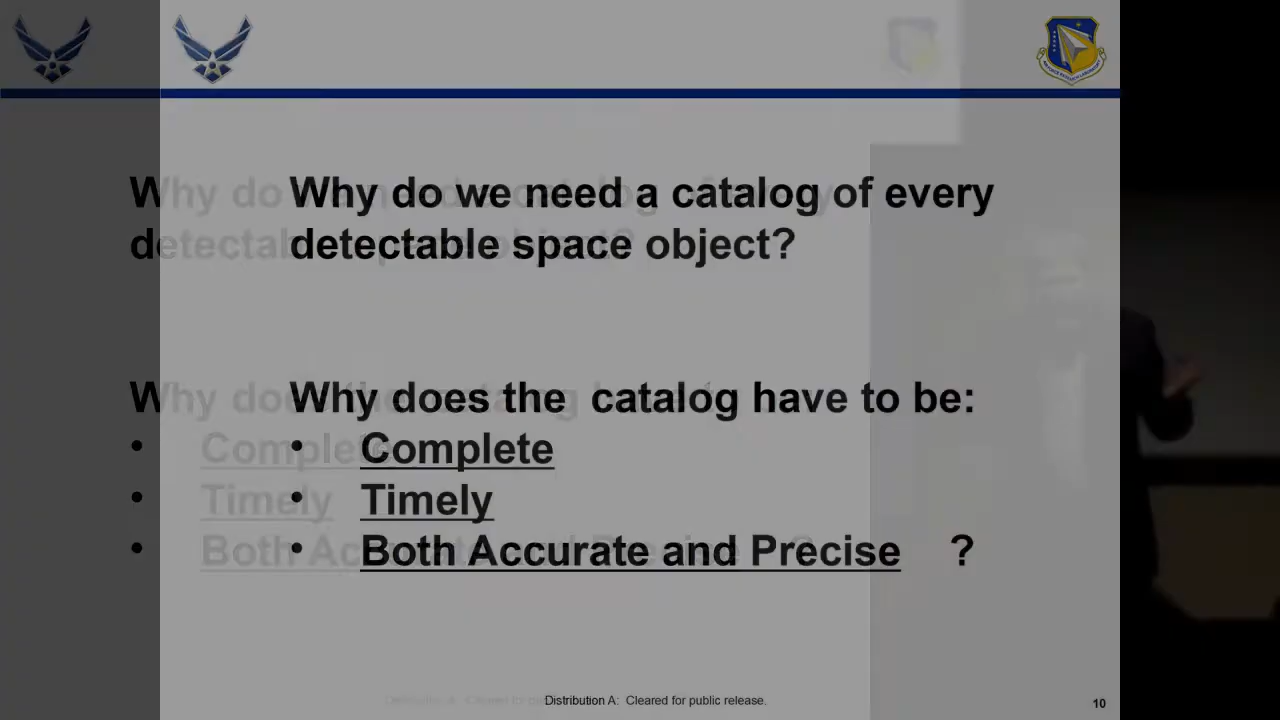 Why do we need a catalog of every
detectable space object?
Why does the catalog have to be:
• Complete
• Timely
• Both Accurate and Precise ?
Distribution A: Cleared for public release.
10